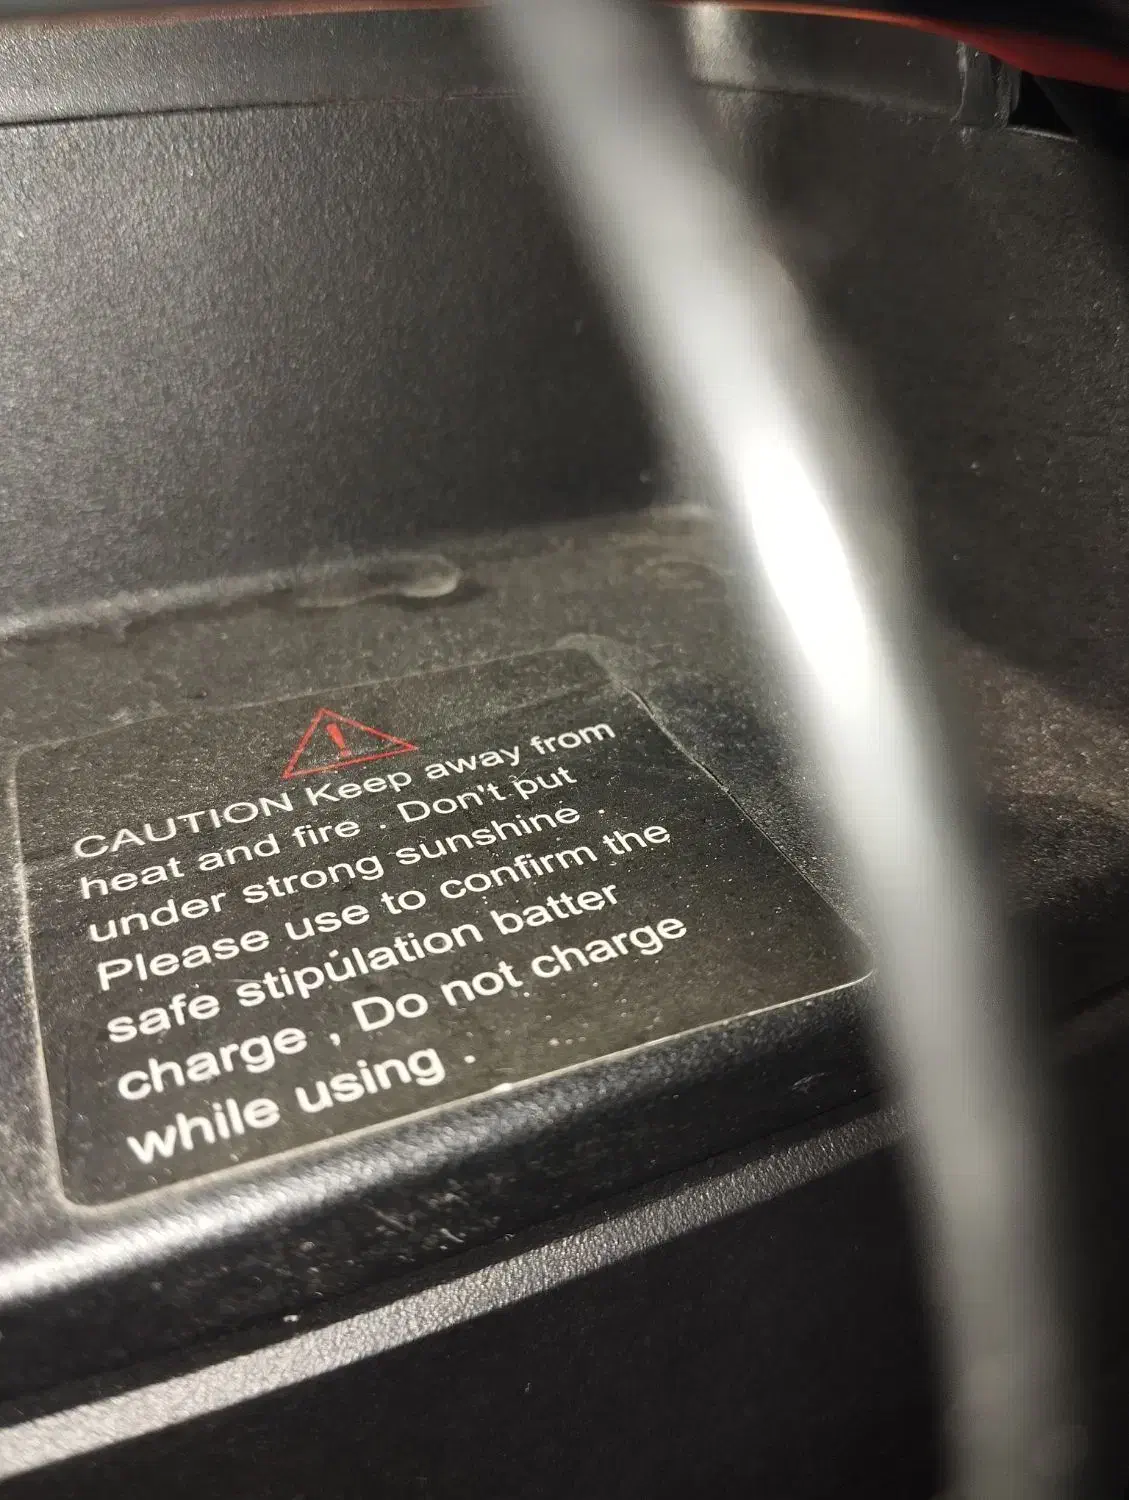 CAUTION Keep away from
heat and fire . Don't put
under strong sunshine .
Please use to confirm the
safe stipulation batter
charge , Do not charge
while using .